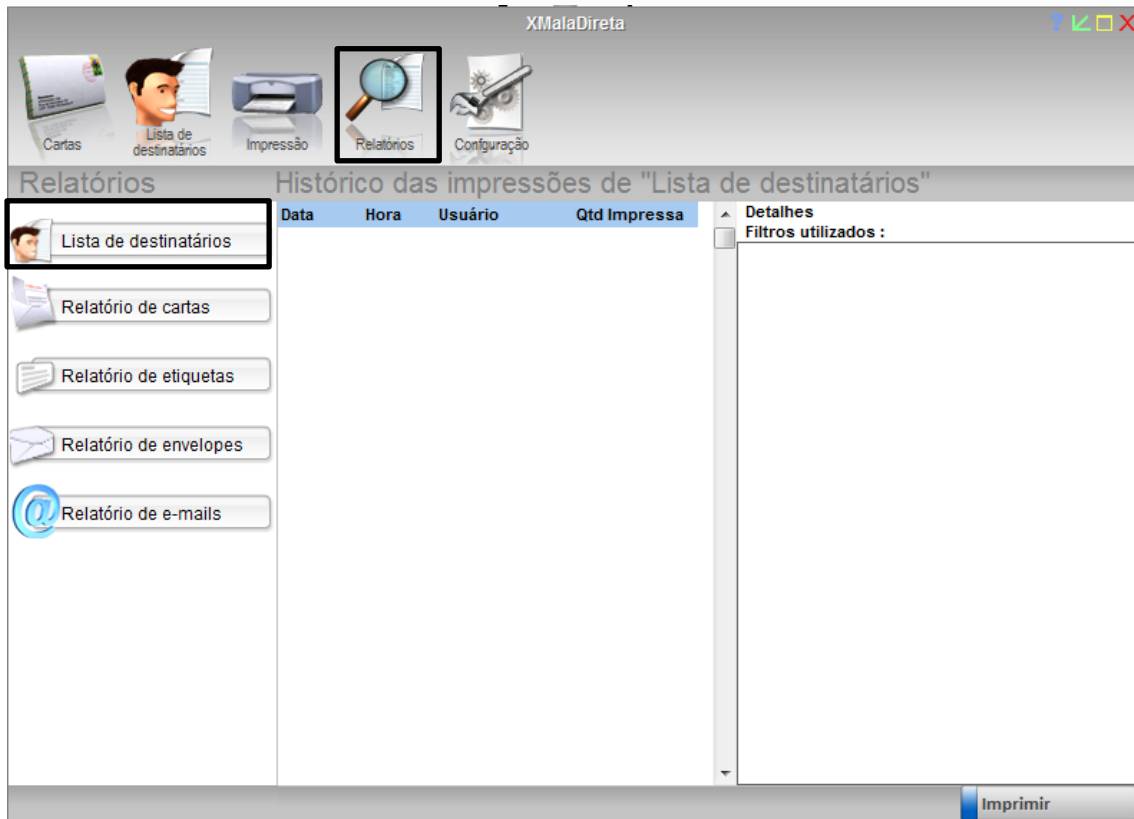 XMalaDireta
?
Cartas
Lista de
destinatários
Impressão
Relatórios
Confguração
Relatórios
Histórico das impressões de "Lista de destinatários"
Data Hora Usuário Qtd Impressa
Detalhes
Filtros utilizados :
Lista de destinatários
Relatório de cartas
Relatório de etiquetas
Relatório de envelopes
@
Relatório de e-mails
Imprimir